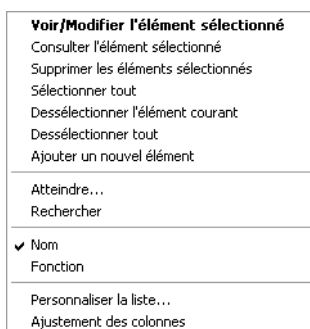 Voir/Modifier l'élément sélectionné
Consulter l'élément sélectionné
Supprimer les éléments sélectionnés
Sélectionner tout
Dessélectionner l'élément courant
Dessélectionner tout
Ajouter un nouvel élément
Atteindre...
Rechercher
Nom
Fonction
Personnaliser la liste...
Ajustement des colonnes